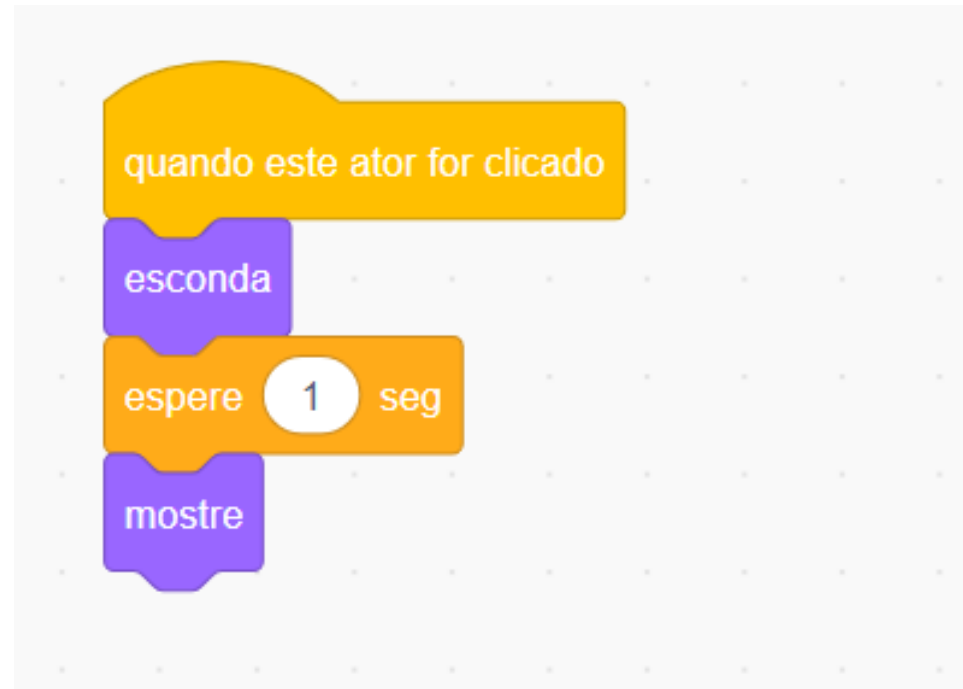 quando este ator for clicado
esconda
espere 1 seg
mostre